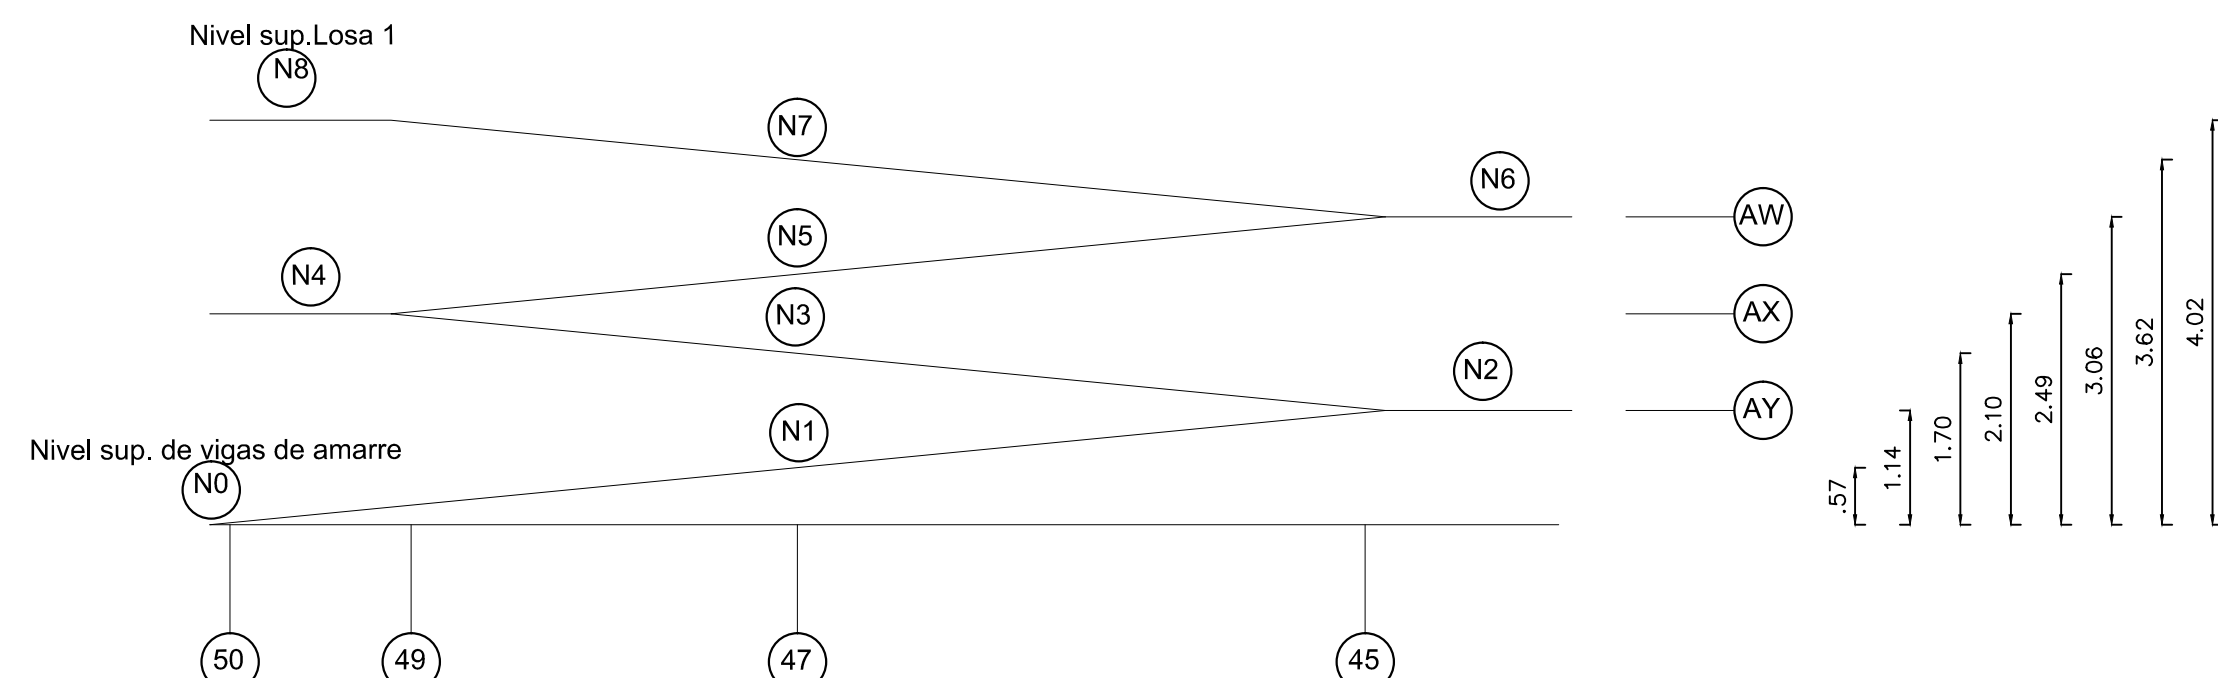 Nivel sup.Losa 1
N8
N7
N6
AW
N5
N4
N3
AX
N2
AY
N1
Nivel sup. de vigas de amarre
N0
.57
1.14
1.70
2.10
2.49
3.06
3.62
4.02
50
49
47
45